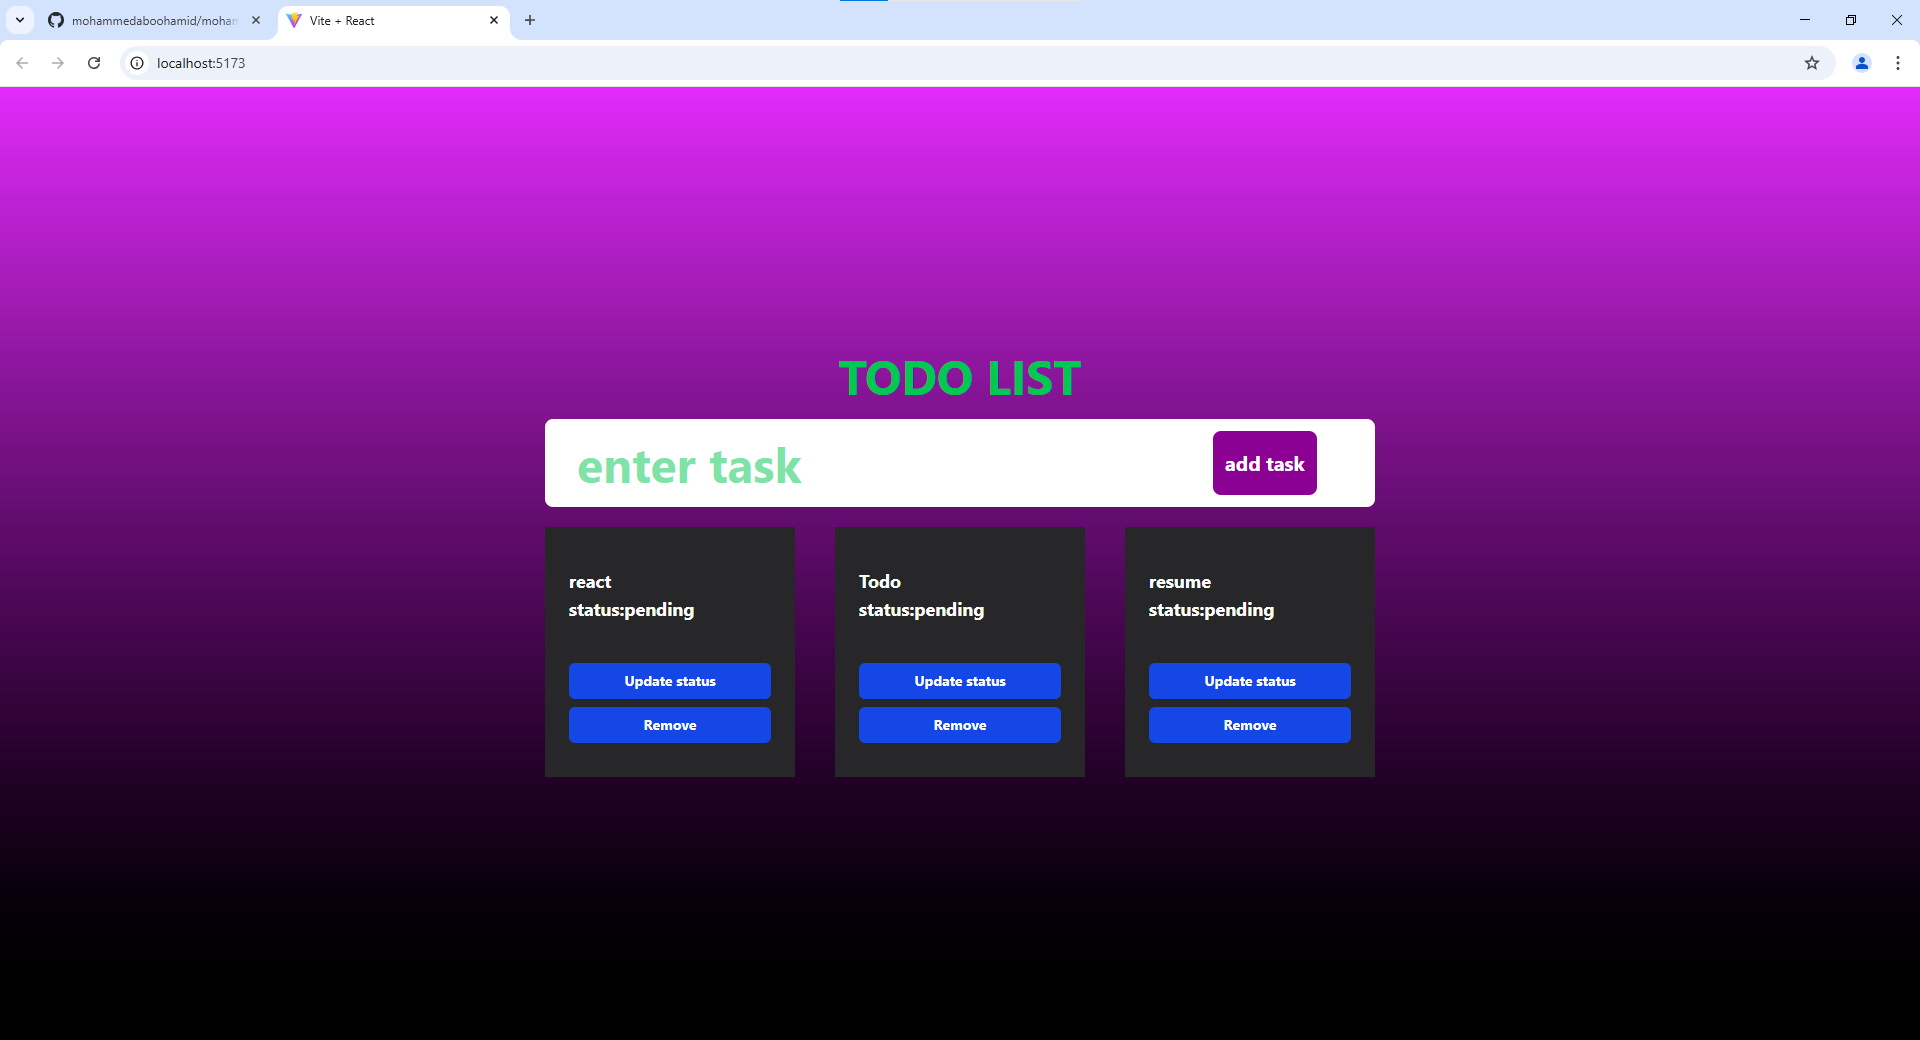 mohammedaboohamid/moham
Vite + React
localhost:5173
TODO LIST
enter task
add task
react
status:pending
Update status
Remove
Todo
status:pending
Update status
Remove
resume
status:pending
Update status
Remove